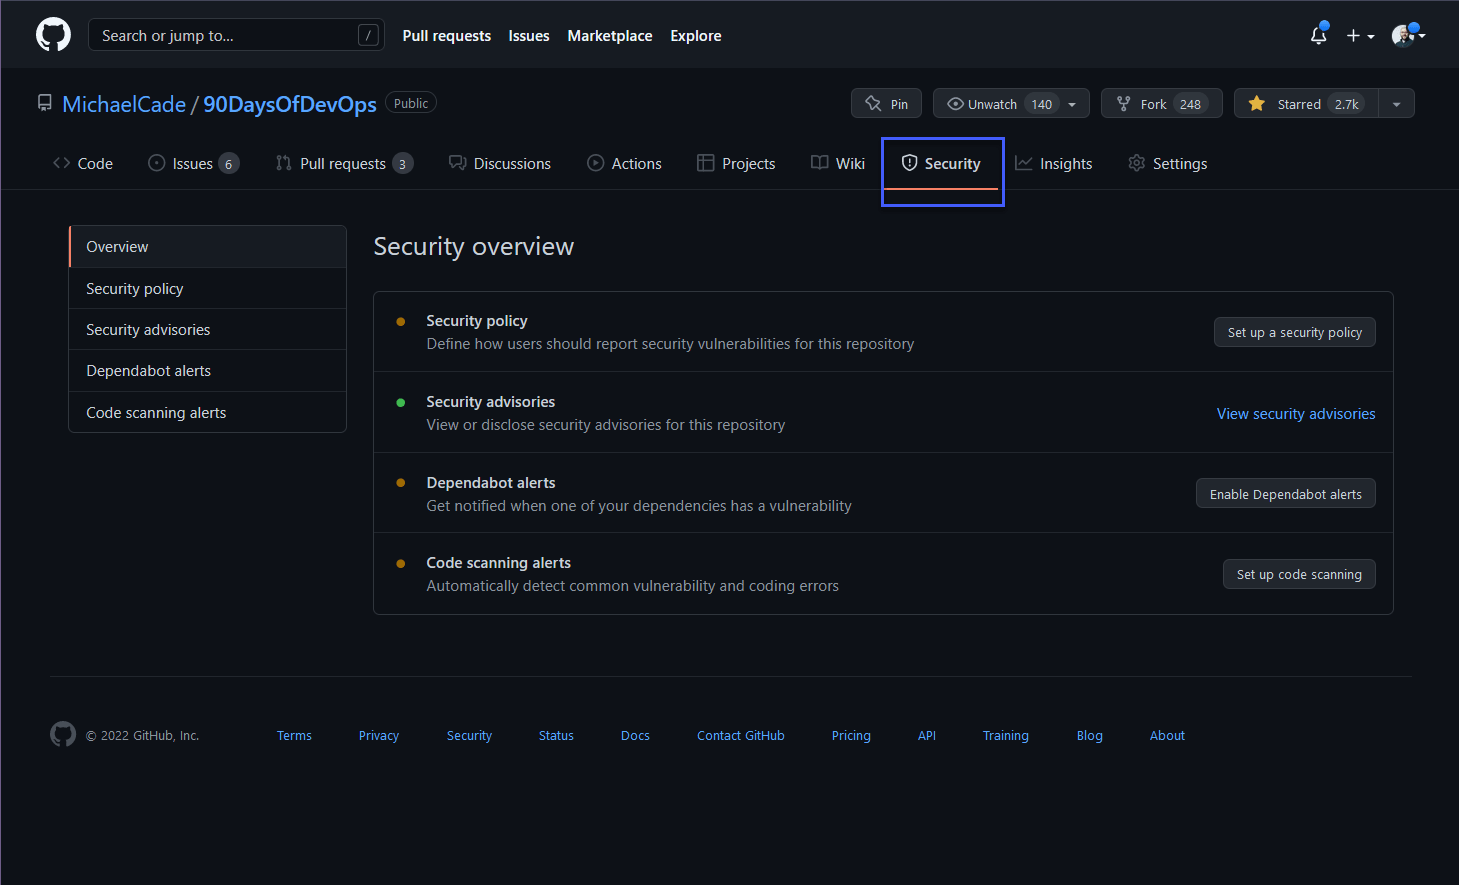 Search or jump to... /
Pull requests Issues Marketplace Explore
MichaelCade / 90DaysOfDevOps Public
Pin Unwatch 140 Fork 248 Starred 2.7k
Code Issues 6 Pull requests 3 Discussions Actions Projects Wiki Security Insights Settings
Overview
Security policy
Security advisories
Dependabot alerts
Code scanning alerts
Security overview
Security policy
Define how users should report security vulnerabilities for this repository
Set up a security policy
Security advisories
View or disclose security advisories for this repository
View security advisories
Dependabot alerts
Get notified when one of your dependencies has a vulnerability
Enable Dependabot alerts
Code scanning alerts
Automatically detect common vulnerability and coding errors
Set up code scanning
© 2022 GitHub, Inc. Terms Privacy Security Status Docs Contact GitHub Pricing API Training Blog About